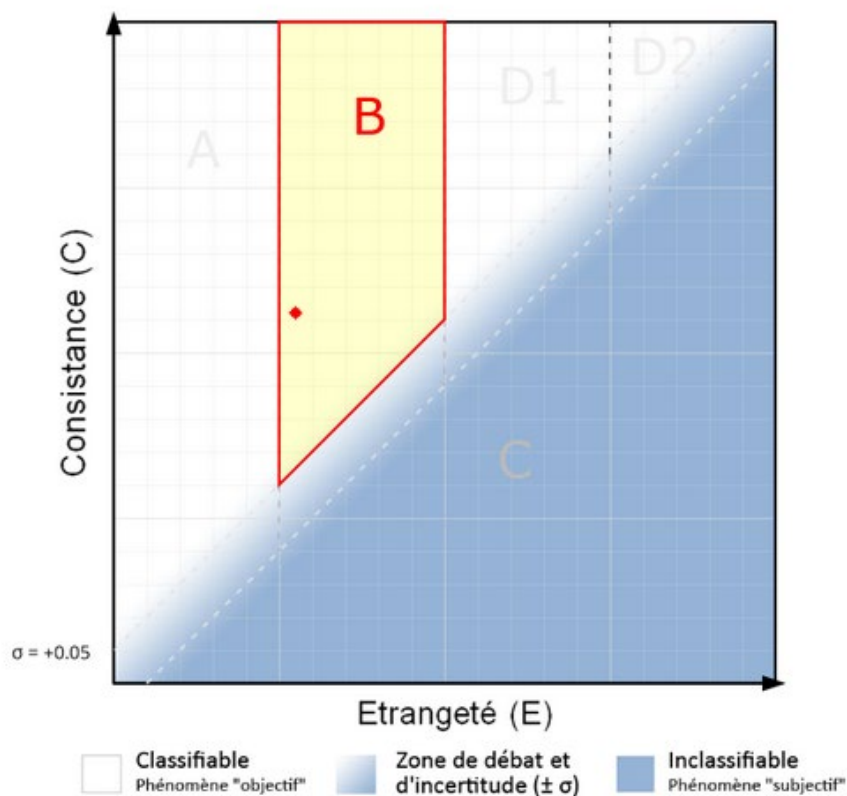 D2
D1
B
A
Consistance (C)
C
σ = +0.05
Etrangeté (E)
Classifiable
Phénomène "objectif"
Zone de débat et
d'incertitude (± σ)
Inclassifiable
Phénomène "subjectif"